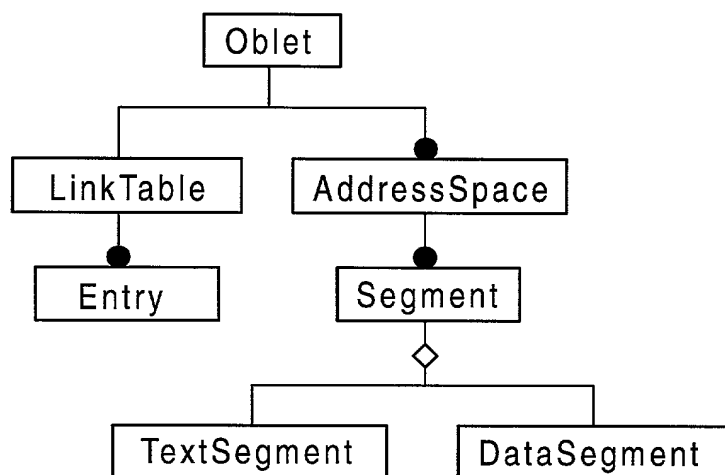 Oblet
LinkTable
AddressSpace
Entry
Segment
TextSegment
DataSegment